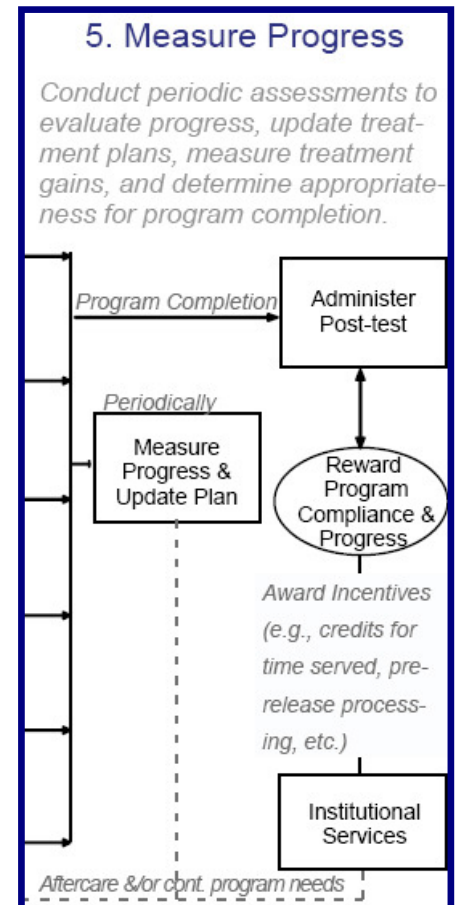 5. Measure Progress
Conduct periodic assessments to
evaluate progress, update treat-
ment plans, measure treatment
gains, and determine appropriate-
ness for program completion.
Program Completion
Administer
Post-test
Periodically
Measure
Progress &
Update Plan
Reward
Program
Compliance &
Progress
Award Incentives
(e.g., credits for
time served, pre-
release process-
ing, etc.)
Institutional
Services
Aftercare &/or cont. program needs